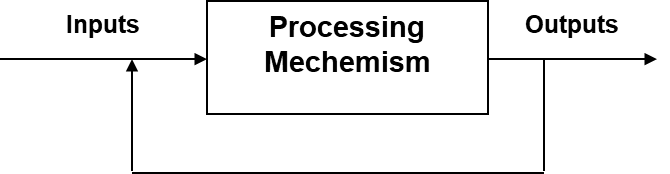 Inputs
Processing
Mechemism
Outputs